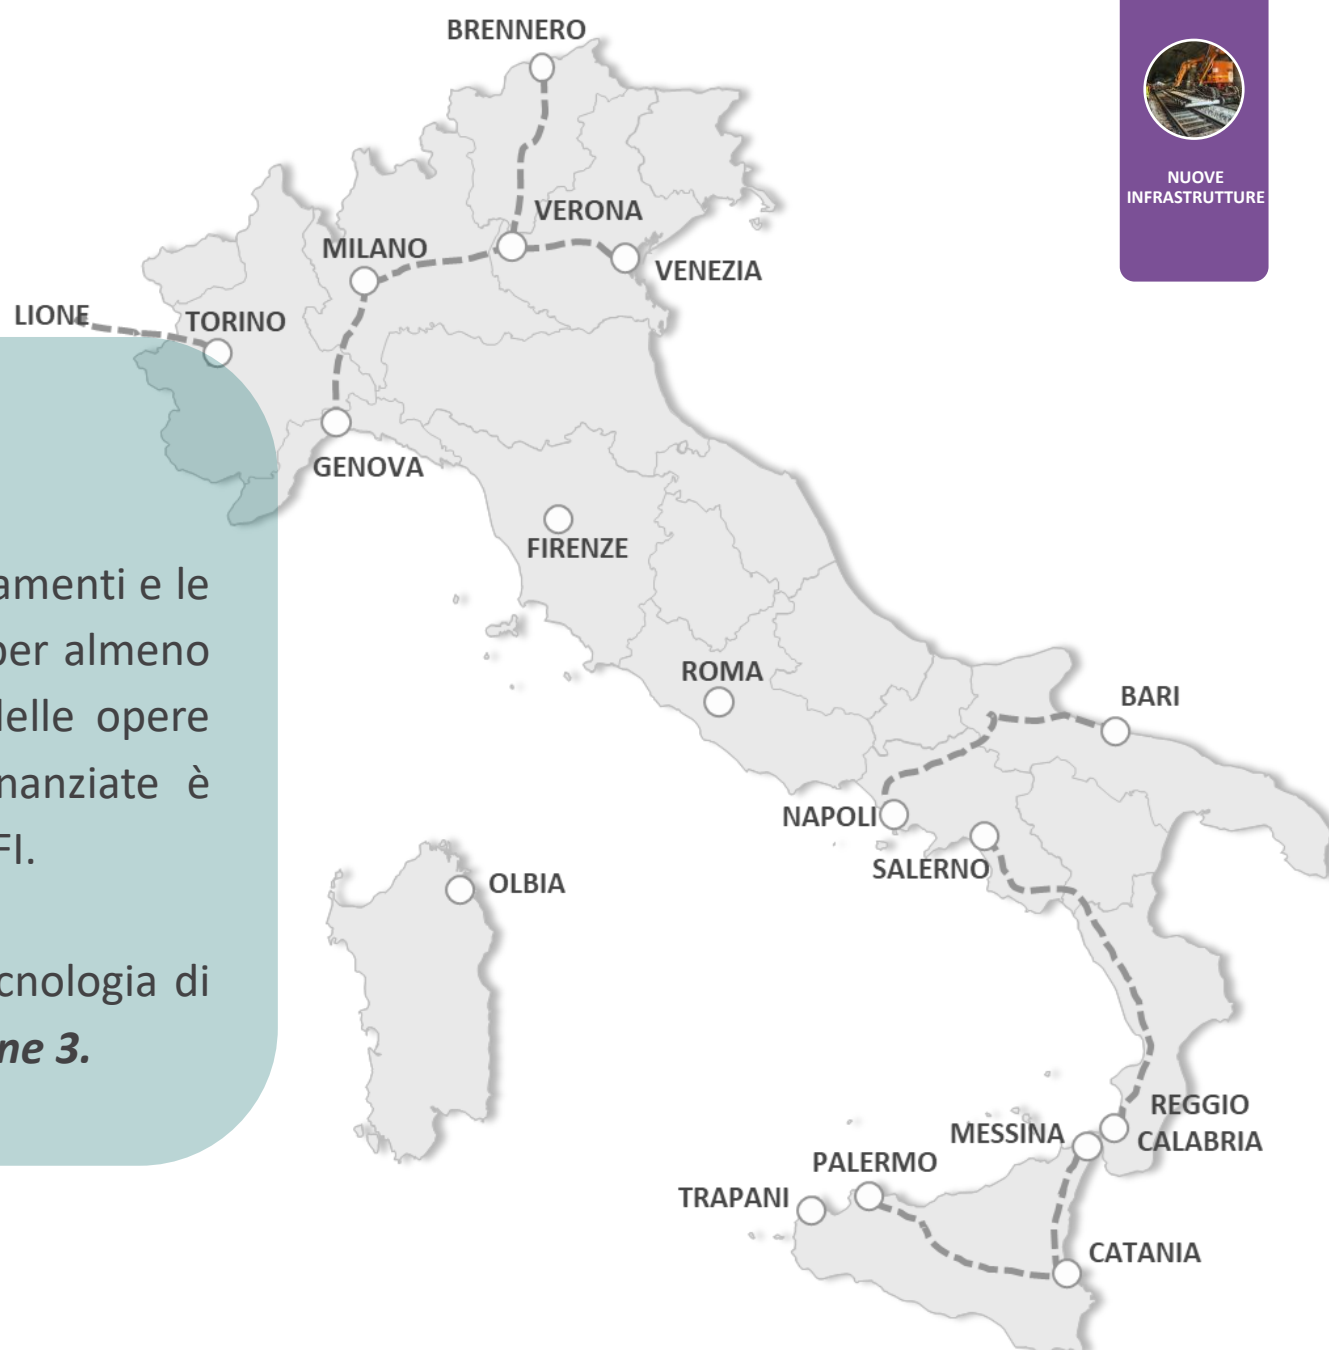 BRENNERO
NUOVE
INFRASTRUTTURE
VERONA
MILANO
VENEZIA
LIONE
TORINO
GENOVA
FIRENZE
amenti e le
per almeno
delle opere
nanziate è
FI.
ROMA
BARI
NAPOLI
SALERNO
OLBIA
cnologia di
ne 3.
REGGIO
CALABRIA
MESSINA
PALERMO
TRAPANI
CATANIA